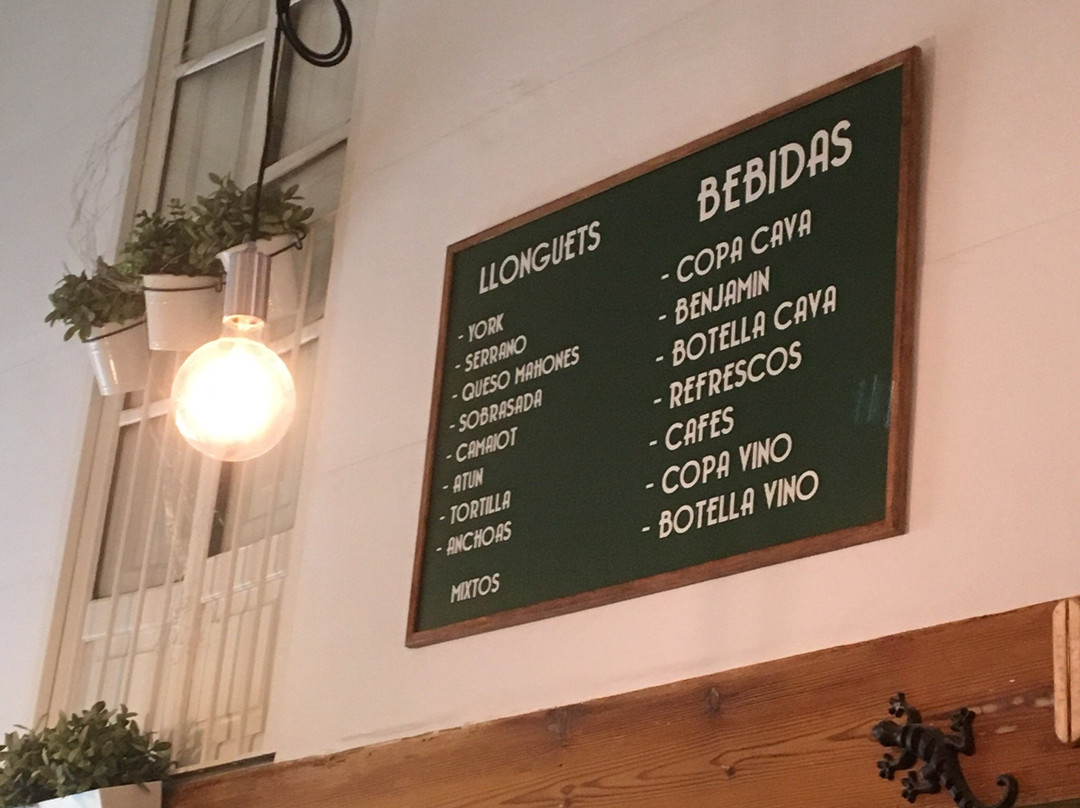 LLONGUETS
- YORK
- SERRANO
- QUESO MAHONES
- SOBRASADA
- CAMAIOT
- ATUN
- TORTILLA
- ANCHOAS
MIXTOS
BEBIDAS
- COPA CAVA
- BENJAMIN
- BOTELLA CAVA
- REFRESCOS
- CAFES
- COPA VINO
- BOTELLA VINO